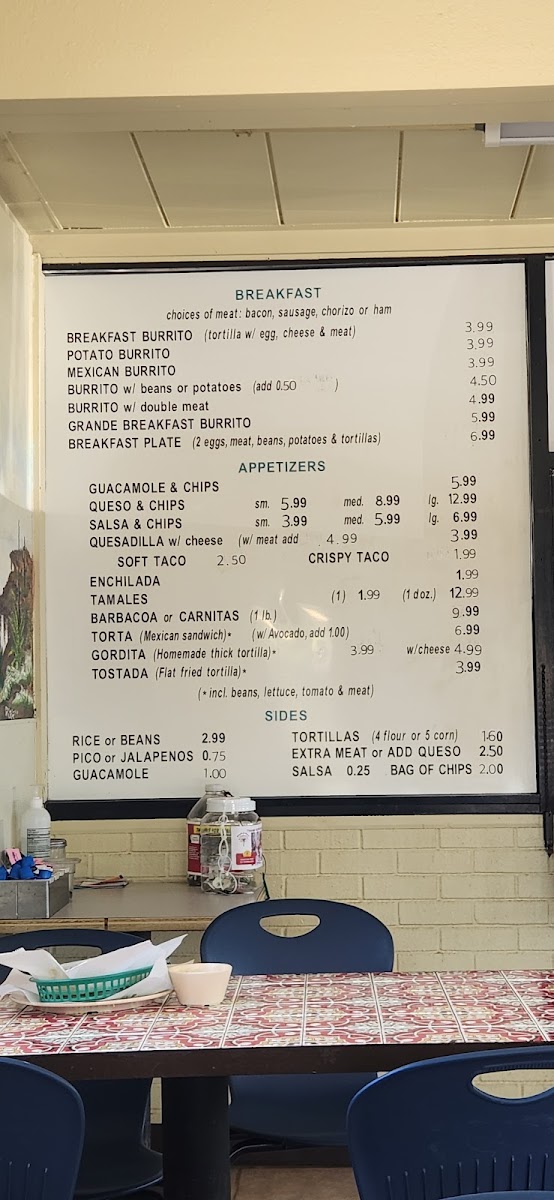 BREAKFAST
choices of meat: bacon, sausage, chorizo or ham
BREAKFAST BURRITO (tortilla w/ egg, cheese & meat) 3.99
POTATO BURRITO 3.99
MEXICAN BURRITO 3.99
BURRITO w/ beans or potatoes (add 0.50 ) 4.50
BURRITO w/ double meat 4.99
GRANDE BREAKFAST BURRITO 5.99
BREAKFAST PLATE (2 eggs, meat, beans, potatoes & tortillas) 6.99
APPETIZERS
GUACAMOLE & CHIPS 5.99
QUESO & CHIPS sm. 5.99 med. 8.99 lg. 12.99
SALSA & CHIPS sm. 3.99 med. 5.99 lg. 6.99
QUESADILLA w/ cheese (w/ meat add 4.99 3.99
SOFT TACO 2.50 CRISPY TACO 1.99
ENCHILADA 1.99
TAMALES (1) 1.99 (1 doz.) 12.99
BARBACOA or CARNITAS (1 lb.) 9.99
TORTA (Mexican sandwich)* (w/ Avocado, add 1.00) 6.99
GORDITA (Homemade thick tortilla)* 3.99 w/cheese 4.99
TOSTADA (Flat fried tortilla)* 3.99
(* incl. beans, lettuce, tomato & meat)
SIDES
RICE or BEANS 2.99 TORTILLAS (4 flour or 5 corn) 1.60
PICO or JALAPENOS 0.75 EXTRA MEAT or ADD QUESO 2.50
GUACAMOLE 1.00 SALSA 0.25 BAG OF CHIPS 2.00